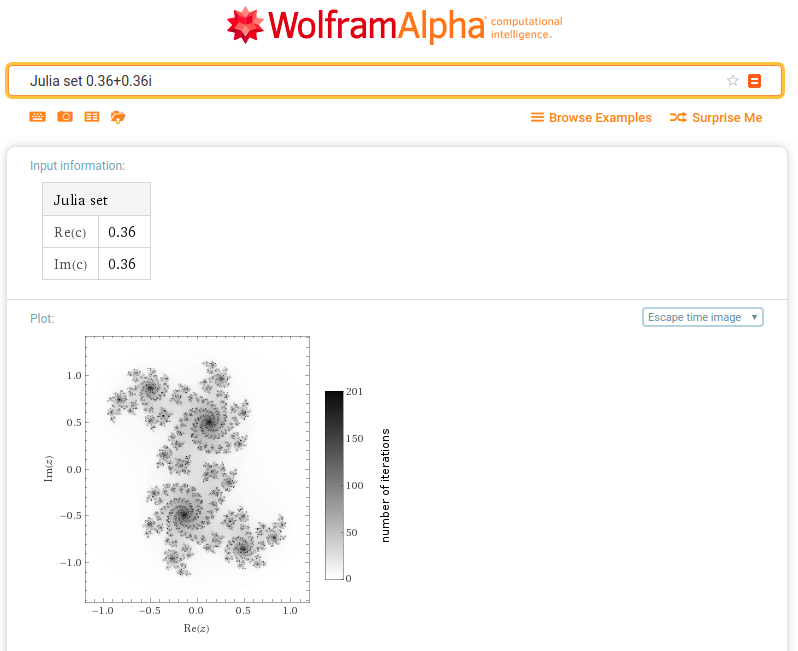 WolframAlpha computational intelligence.
Julia set 0.36+0.36i
Browse Examples Surprise Me
Input information:
Julia set
Re(c) 0.36
Im(c) 0.36
Plot: Escape time image
1.0
0.5
0.0
−0.5
−1.0
Im(z)
−1.0 −0.5 0.0 0.5 1.0
Re(z)
201
150
100
50
0
number of iterations